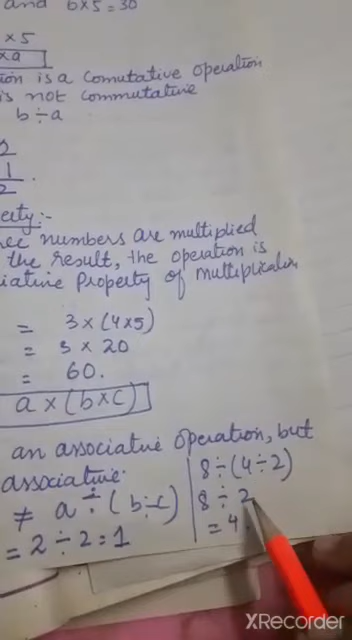 and 6×5=30
×5
×a
ion is a comutative operation
is not commutative
b÷a
2
1
2
erty:-
ee numbers are multiplied
the result, the operation is
iative Property of multiplication
= 3×(4×5)
= 3 × 20
= 60.
a×(b×c)
an associative operation, but
associative.
≠ a÷(b÷c)
= 2÷2=1
8÷(4÷2)
8÷2
=4
XRecorder